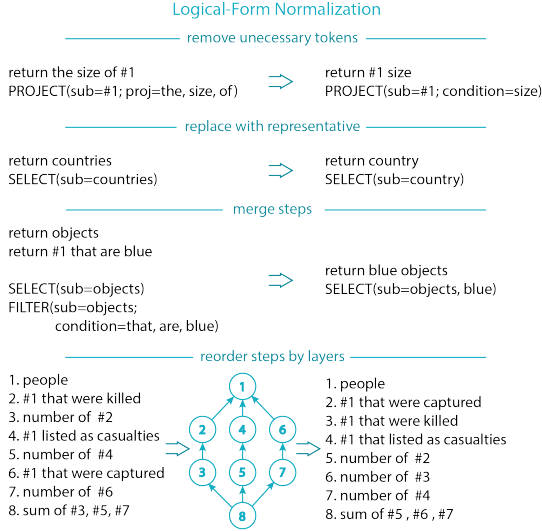 Logical-Form Normalization
remove unecessary tokens
return the size of #1
PROJECT(sub=#1; proj=the, size, of)
return #1 size
PROJECT(sub=#1; condition=size)
replace with representative
return countries
SELECT(sub=countries)
return country
SELECT(sub=country)
merge steps
return objects
return #1 that are blue
SELECT(sub=objects)
FILTER(sub=objects;
condition=that, are, blue)
return blue objects
SELECT(sub=objects, blue)
reorder steps by layers
1. people
2. #1 that were killed
3. number of #2
4. #1 listed as casualties
5. number of #4
6. #1 that were captured
7. number of #6
8. sum of #3, #5, #7
1
2 4 6
3 5 7
8
1. people
2. #1 that were captured
3. #1 that were killed
4. #1 that listed as casualties
5. number of #2
6. number of #3
7. number of #4
8. sum of #5 , #6 , #7